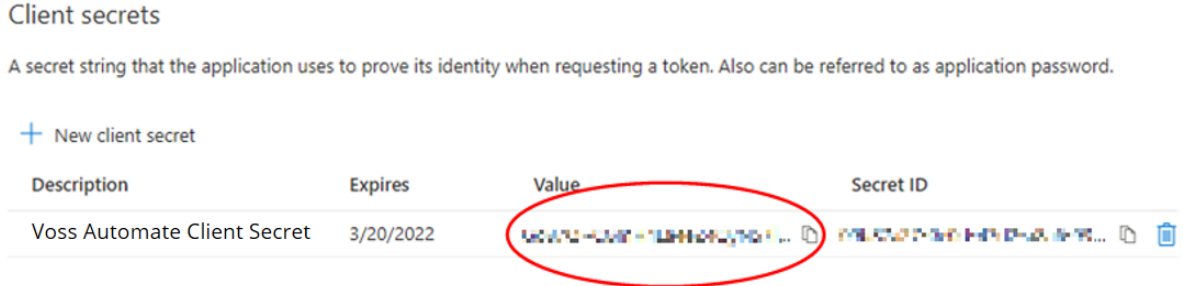 Client secrets
A secret string that the application uses to prove its identity when requesting a token. Also can be referred to as application password.
New client secret
Description Expires Value Secret ID
Voss Automate Client Secret 3/20/2022